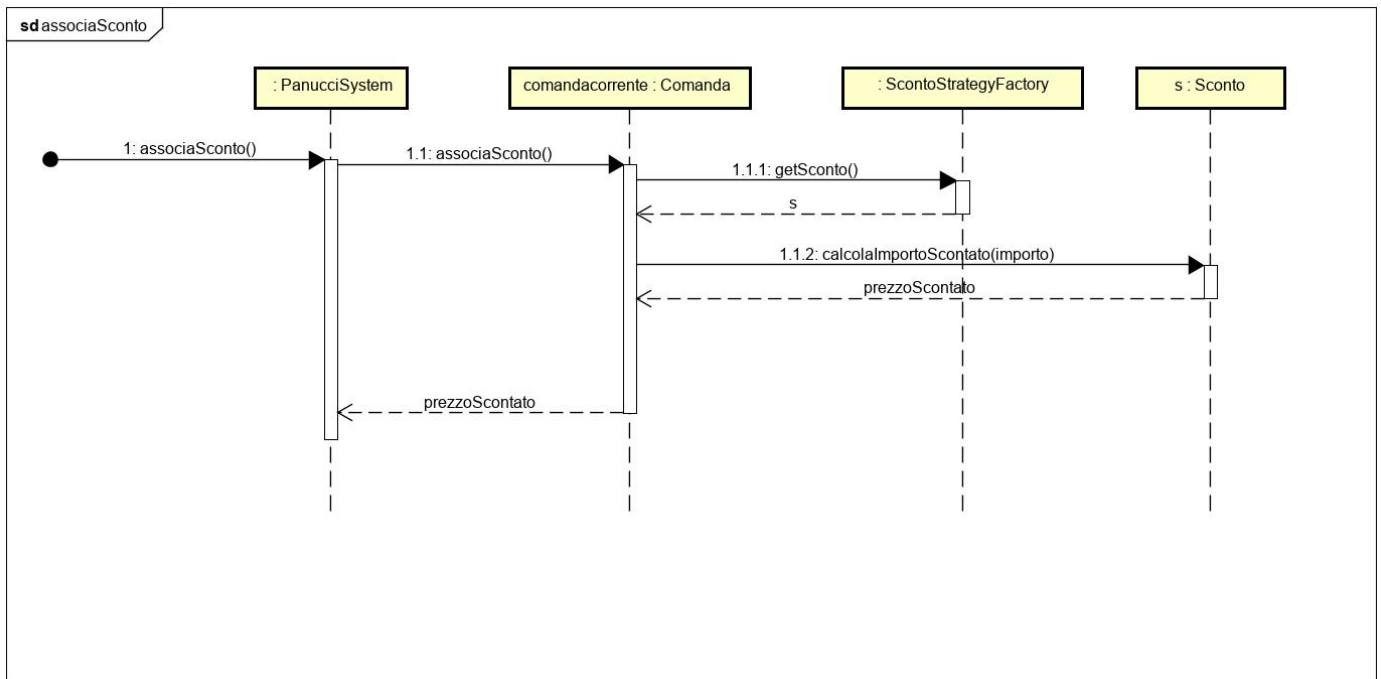 sd associaSconto
: PanucciSystem
comandacorrente : Comanda
: ScontoStrategyFactory
s : Sconto
1: associaSconto()
1.1: associaSconto()
1.1.1: getSconto()
s
1.1.2: calcolaImportoScontato(importo)
prezzoScontato
prezzoScontato